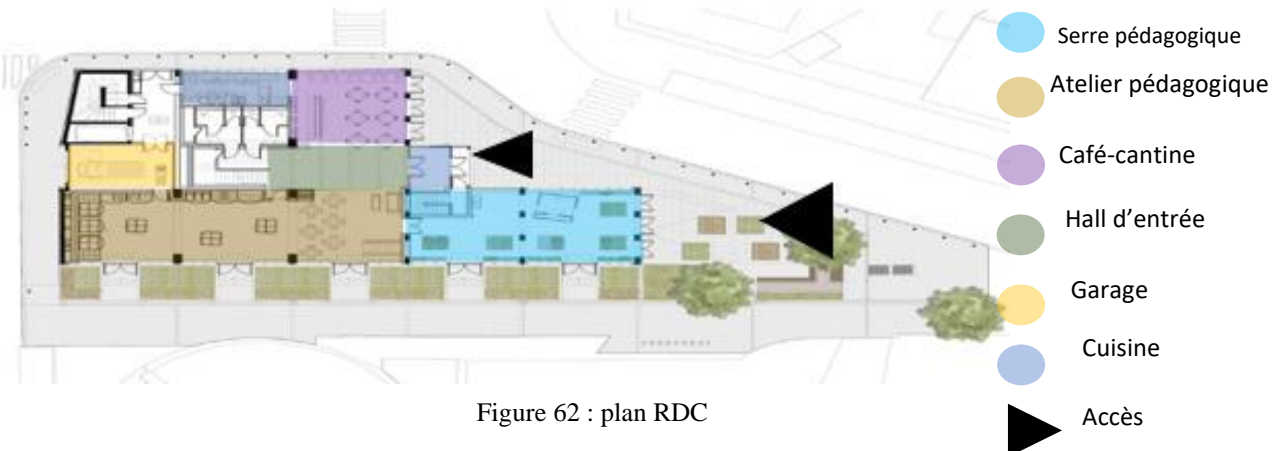 Serre pédagogique
Atelier pédagogique
Café-cantine
Hall d’entrée
Garage
Cuisine
Accès
Figure 62 : plan RDC